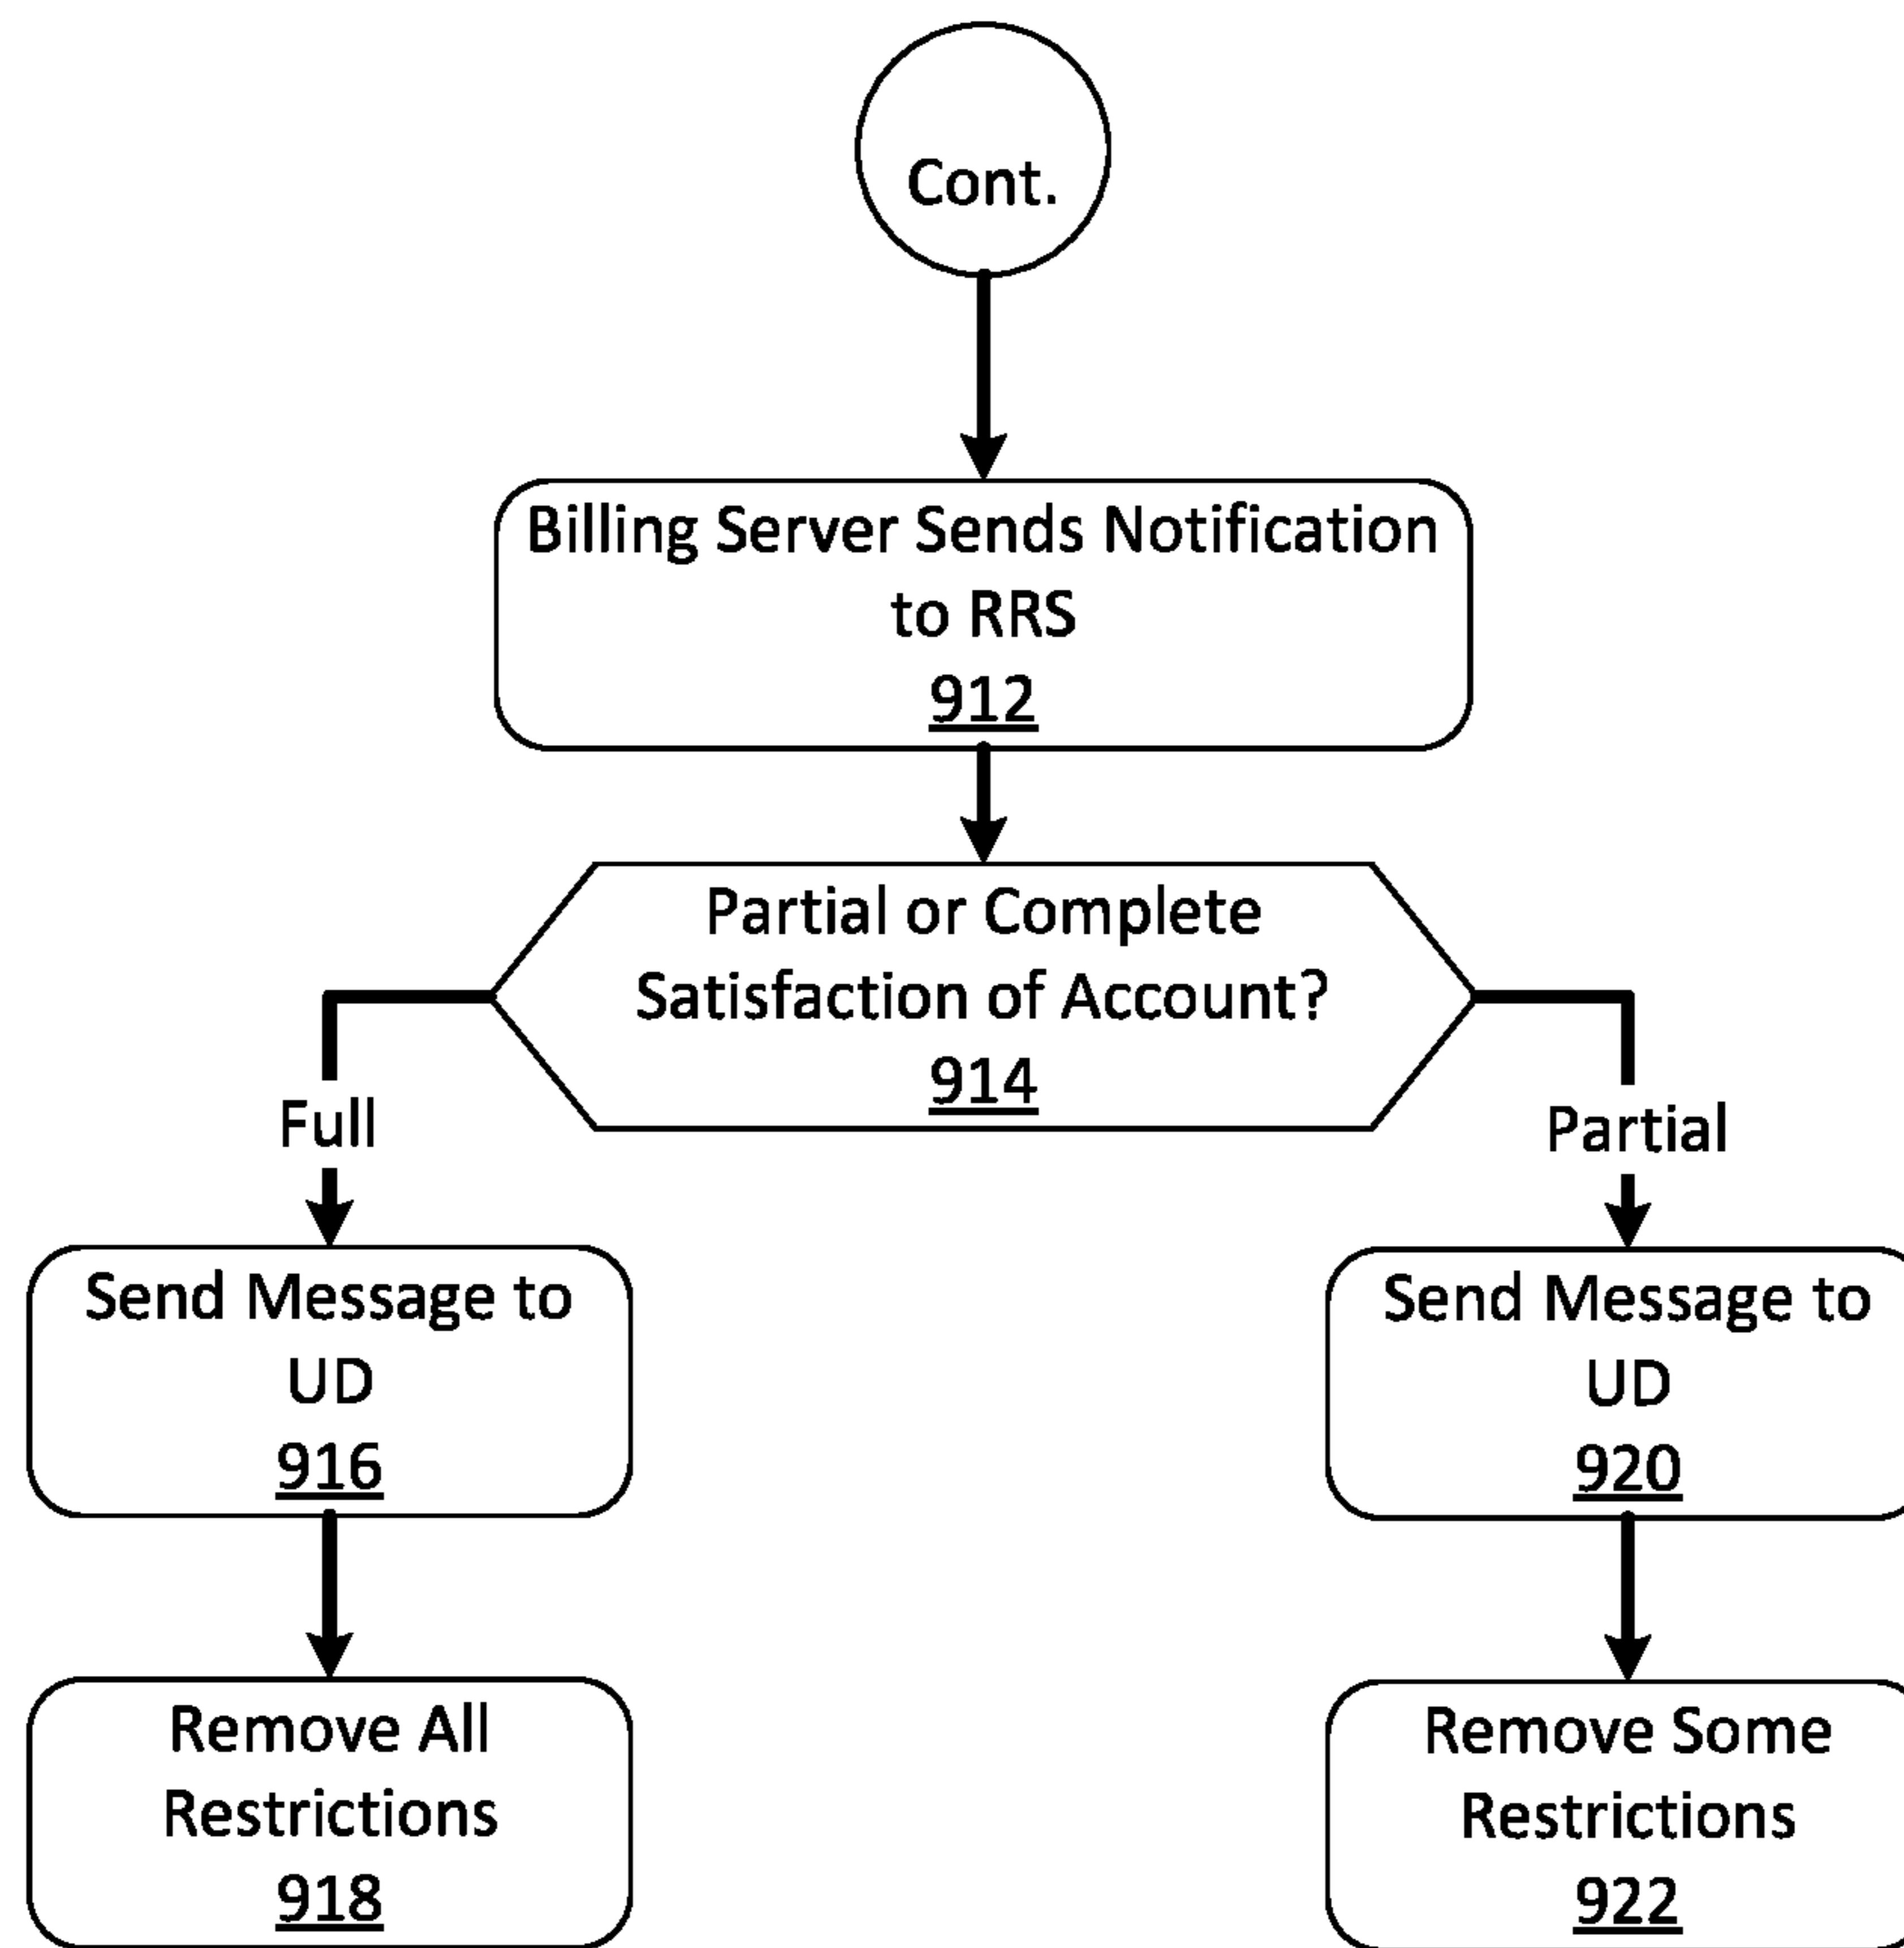 Cont.
Billing Server Sends Notification
to RRS
912
Partial or Complete
Satisfaction of Account?
914
Full
Partial
Send Message to
UD
916
Send Message to
UD
920
Remove All
Restrictions
918
Remove Some
Restrictions
922